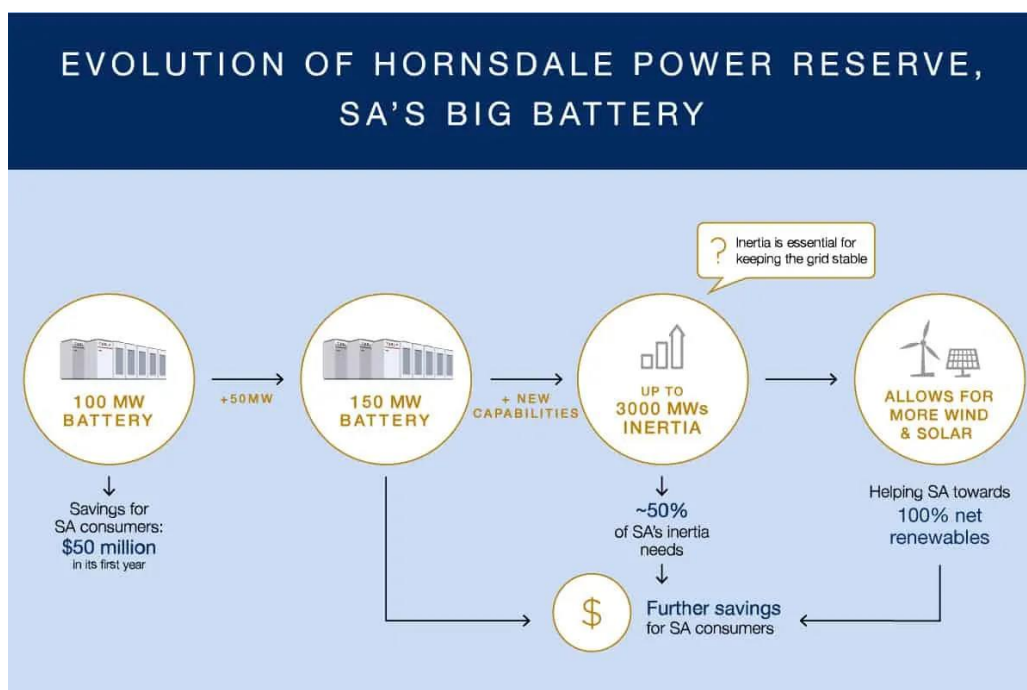 EVOLUTION OF HORNSDALE POWER RESERVE,
SA'S BIG BATTERY
?
Inertia is essential for
keeping the grid stable
100 MW
BATTERY
+50MW
150 MW
BATTERY
+ NEW
CAPABILITIES
UP TO
3000 MWs
INERTIA
ALLOWS FOR
MORE WIND
& SOLAR
Savings for
SA consumers:
$50 million
in its first year
~50%
of SA's inertia
needs
Helping SA towards
100% net
renewables
$
Further savings
for SA consumers